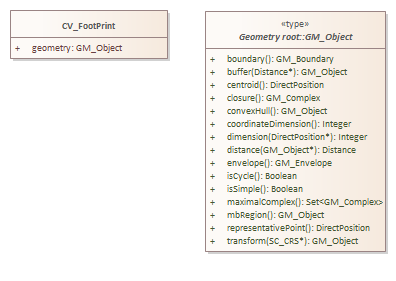 CV_FootPrint
+ geometry: GM_Object
«type»
Geometry root::GM_Object
+ boundary(): GM_Boundary
+ buffer(Distance*): GM_Object
+ centroid(): DirectPosition
+ closure(): GM_Complex
+ convexHull(): GM_Object
+ coordinateDimension(): Integer
+ dimension(DirectPosition*): Integer
+ distance(GM_Object*): Distance
+ envelope(): GM_Envelope
+ isCycle(): Boolean
+ isSimple(): Boolean
+ maximalComplex(): Set<GM_Complex>
+ mbRegion(): GM_Object
+ representativePoint(): DirectPosition
+ transform(SC_CRS*): GM_Object